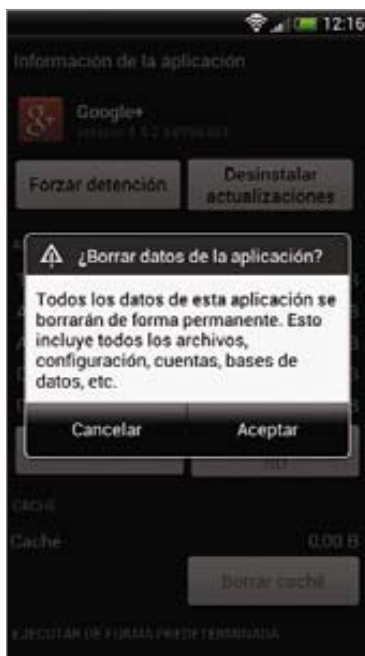 12:16
Información de la aplicación
Google+
Forzar detención
Desinstalar
actualizaciones
¿Borrar datos de la aplicación?
Todos los datos de esta aplicación se
borrarán de forma permanente. Esto
incluye todos los archivos,
configuración, cuentas, bases de
datos, etc.
Cancelar
Aceptar
CACHÉ
Caché
0,00 B
Borrar caché
EJECUTAR DE FORMA PREDETERMINADA